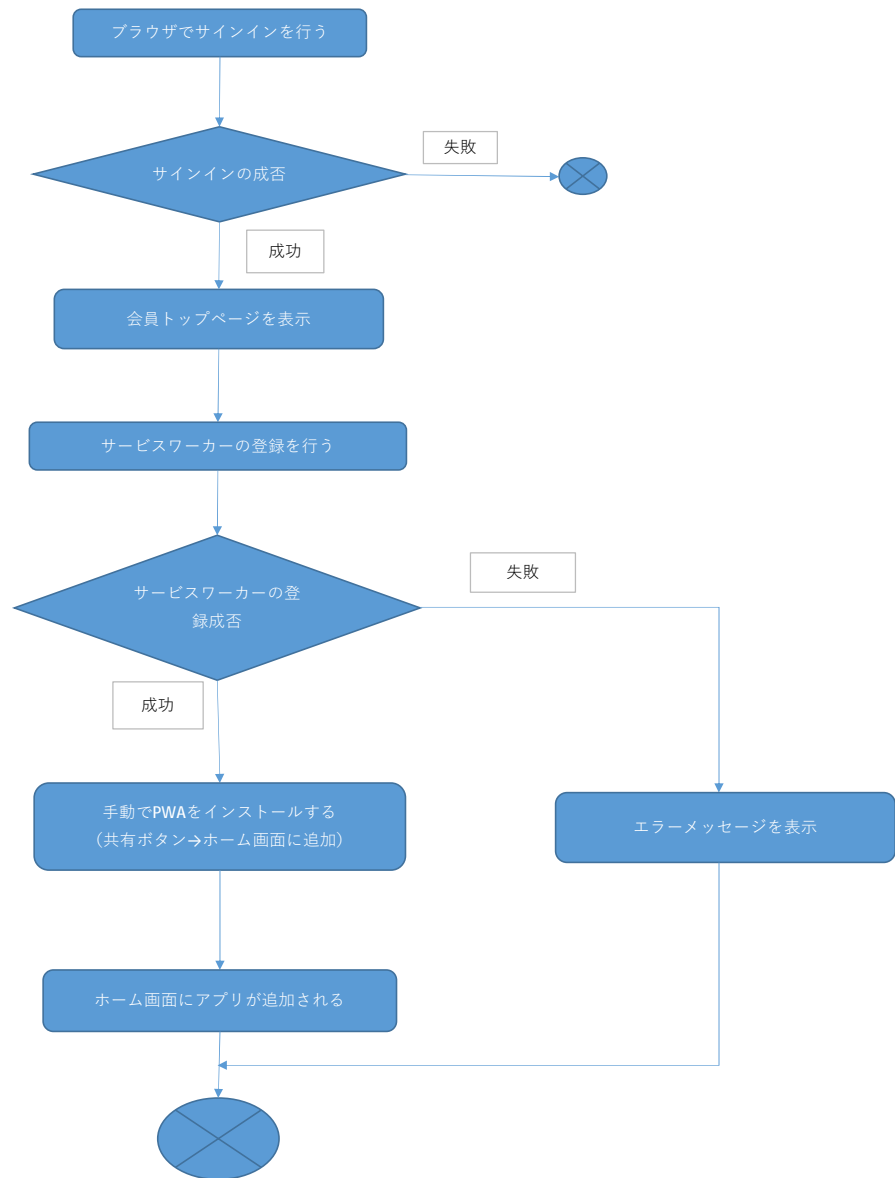 ブラウザでサインインを行う
サインインの成否
失敗
成功
会員トップページを表示
サービスワーカーの登録を行う
サービスワーカーの登
録成否
失敗
成功
手動でPWAをインストールする
（共有ボタン→ホーム画面に追加）
エラーメッセージを表示
ホーム画面にアプリが追加される